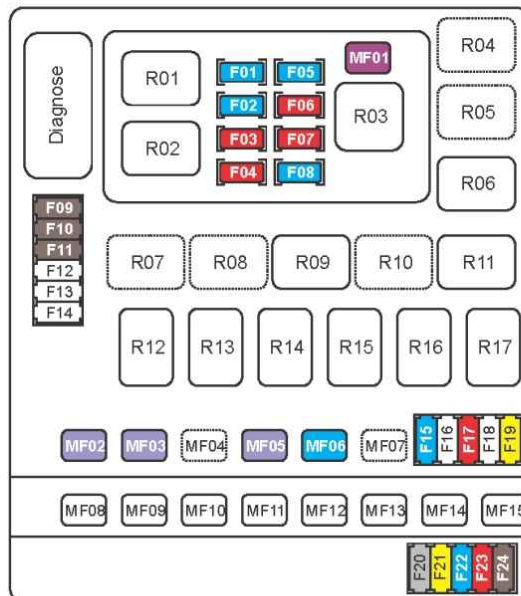 Diagnose
R01
R02
F01 F05
F02 F06
F03 F07
F04 F08
MF01
R03
R04
R05
R06
F09
F10
F11
F12
F13
F14
R07 R08 R09 R10 R11
R12 R13 R14 R15 R16 R17
MF02 MF03 MF04 MF05 MF06 MF07
F15 F16 F17 F18 F19
MF08 MF09 MF10 MF11 MF12 MF13 MF14 MF15
F20 F21 F22 F23 F24